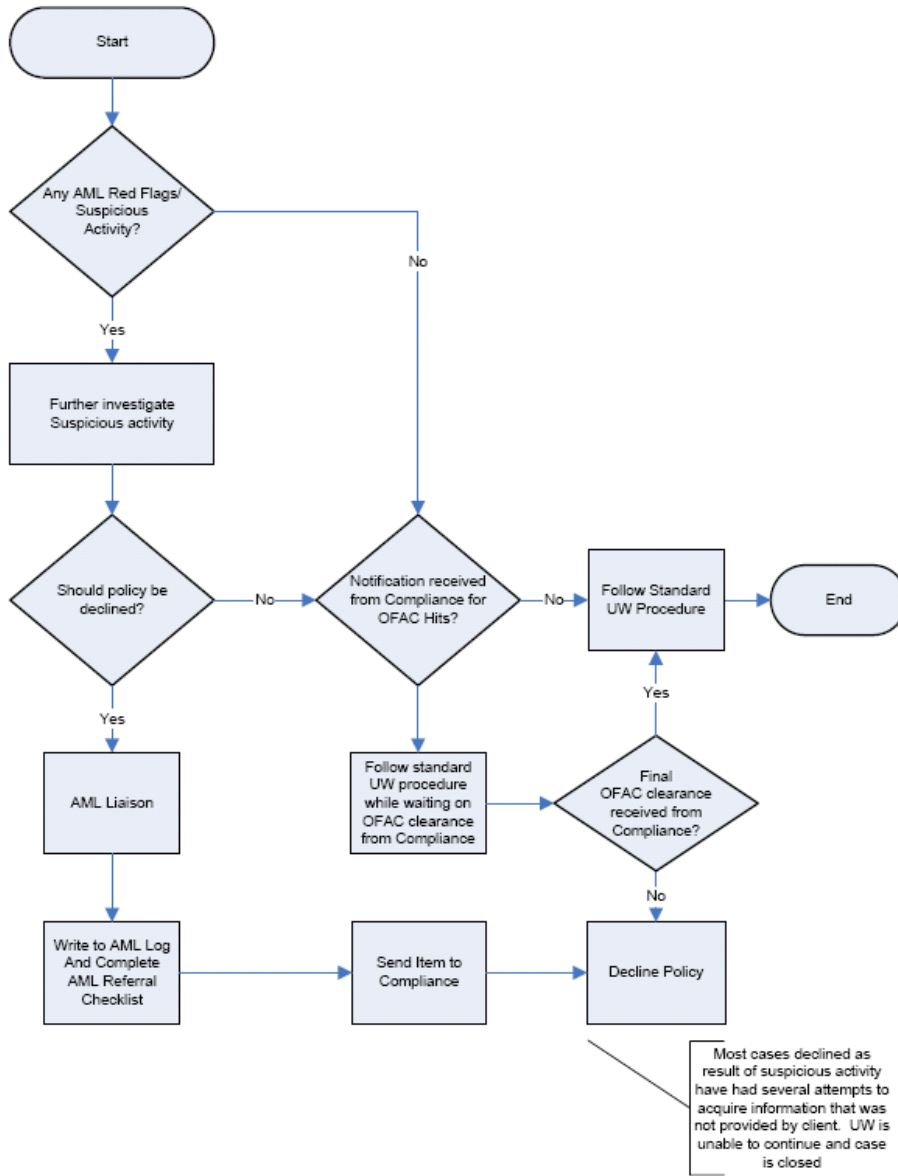 Start
Any AML Red Flags/
Suspicious
Activity?
No
Yes
Further investigate
Suspicious activity
Should policy be
declined?
No
Notification received
from Compliance for
OFAC Hits?
No
Follow Standard
UW Procedure
End
Yes
Yes
AML Liaison
Follow standard
UW procedure
while waiting on
OFAC clearance
from Compliance
Final
OFAC clearance
received from
Compliance?
No
Write to AML Log
And Complete
AML Referral
Checklist
Send Item to
Compliance
Decline Policy
Most cases declined as
result of suspicious activity
have had several attempts to
acquire information that was
not provided by client.  UW is
unable to continue and case
is closed